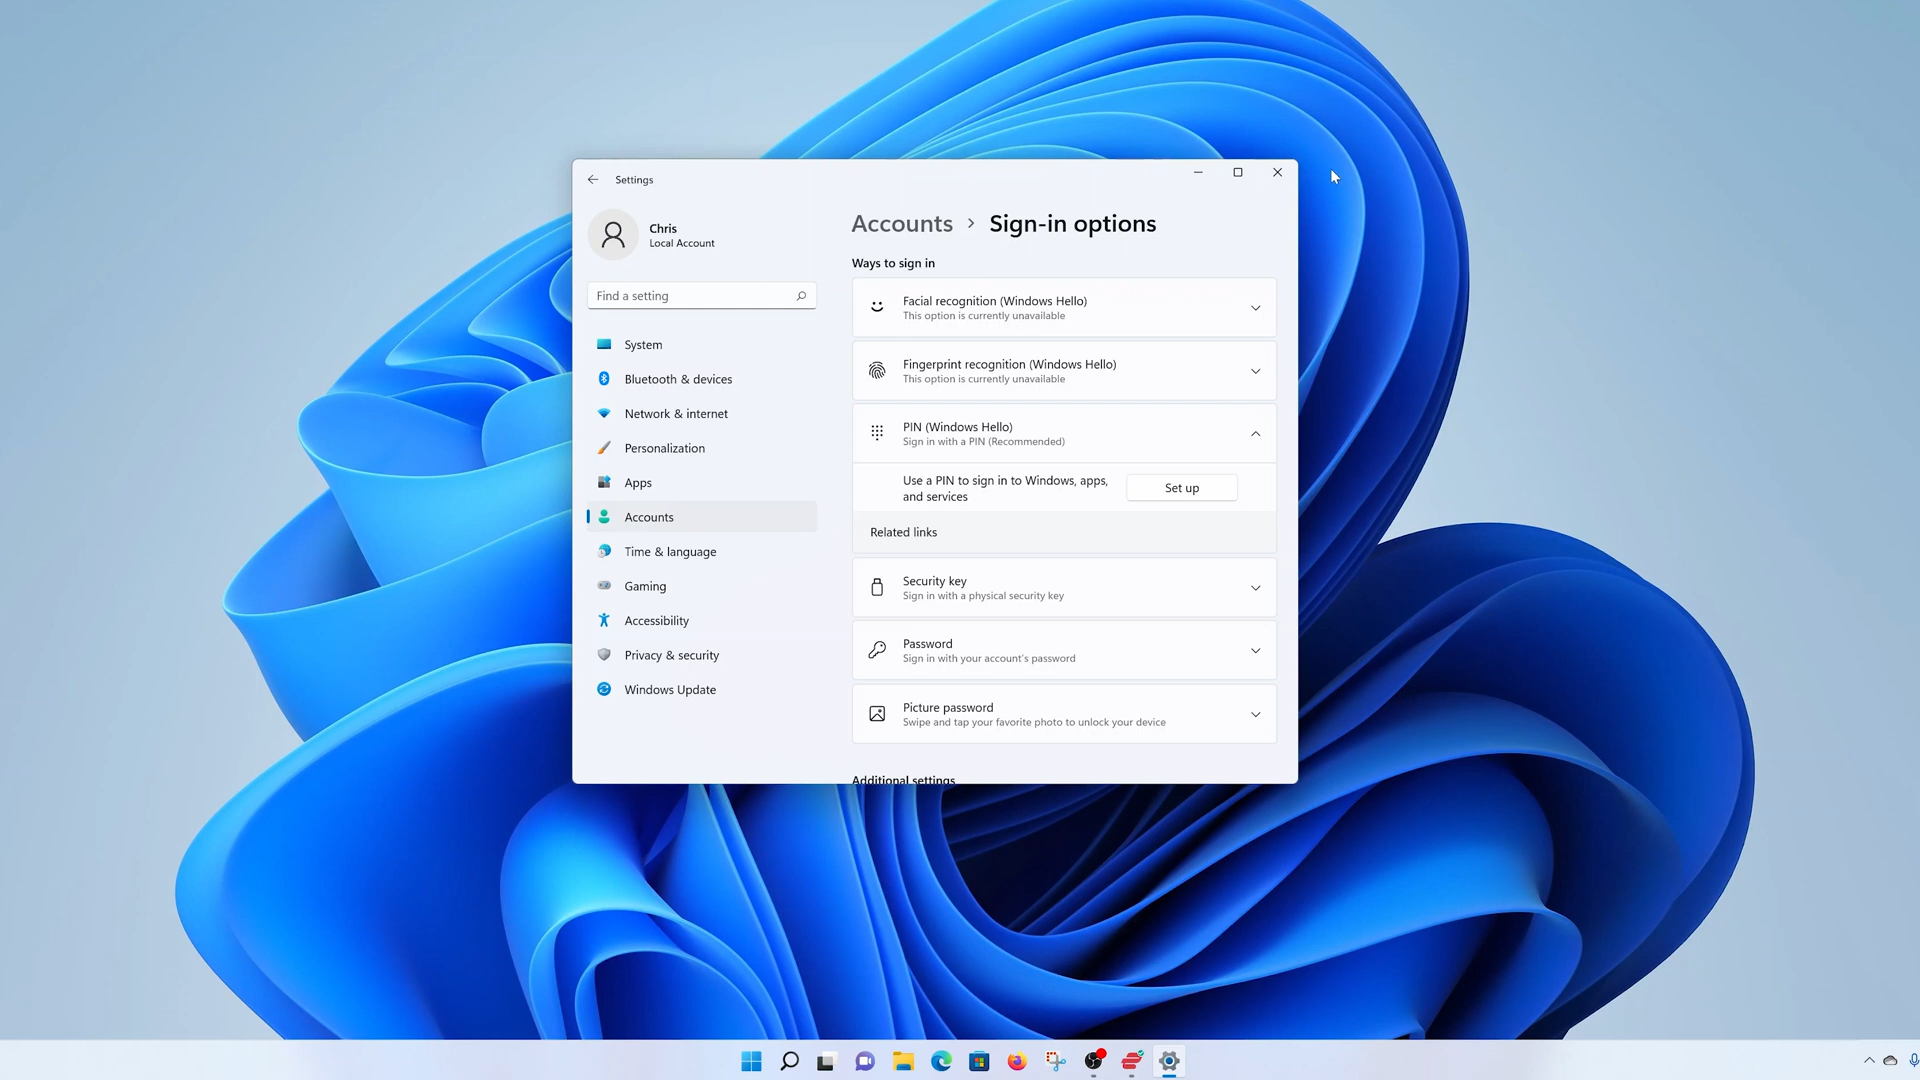 Settings
Chris
Local Account
Find a setting
System
Bluetooth & devices
Network & internet
Personalization
Apps
Accounts
Time & language
Gaming
Accessibility
Privacy & security
Windows Update
Accounts > Sign-in options
Ways to sign in
Facial recognition (Windows Hello)
This option is currently unavailable
Fingerprint recognition (Windows Hello)
This option is currently unavailable
PIN (Windows Hello)
Sign in with a PIN (Recommended)
Use a PIN to sign in to Windows, apps,
and services
Set up
Related links
Security key
Sign in with a physical security key
Password
Sign in with your account's password
Picture password
Swipe and tap your favorite photo to unlock your device
Additional settings